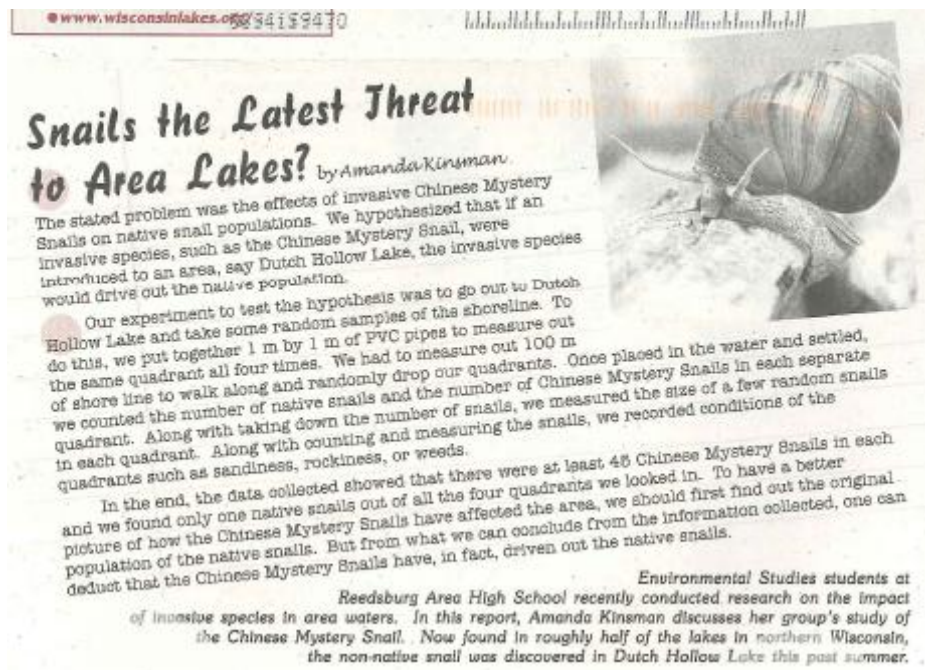 www.wisconsinlakes.
Snails the Latest Threat
to Area Lakes? by Amanda Kinsman
The stated problem was the effects of invasive Chinese Mystery
Snails on native snail populations. We hypothesized that if an
invasive species, such as the Chinese Mystery Snail, were
introduced to an area, say Dutch Hollow Lake, the invasive species
would drive out the native population.
Our experiment to test the hypothesis was to go out to Dutch
Hollow Lake and take some random samples of the shoreline. To
do this, we put together 1 m by 1 m of PVC pipes to measure out
the same quadrant all four times. We had to measure out 100 m
of shore line to walk along and randomly drop our quadrants. Once placed in the water and settled,
we counted the number of native snails and the number of Chinese Mystery Snails in each separate
quadrant. Along with taking down the number of snails, we measured the size of a few random snails
in each quadrant. Along with counting and measuring the snails, we recorded conditions of the
quadrants such as sandiness, rockiness, or weeds.
In the end, the data collected showed that there were at least 45 Chinese Mystery Snails in each
and we found only one native snails out of all the four quadrants we looked in. To have a better
picture of how the Chinese Mystery Snails have affected the area, we should first find out the original
population of the native snails. But from what we can conclude from the information collected, one can
deduct that the Chinese Mystery Snails have, in fact, driven out the native snails.
Environmental Studies students at
Reedsburg Area High School recently conducted research on the impact
of invasive species in area waters. In this report, Amanda Kinsman discusses her group's study of
the Chinese Mystery Snail. Now found in roughly half of the lakes in northern Wisconsin,
the non-native snail was discovered in Dutch Hollow Lake this past summer.